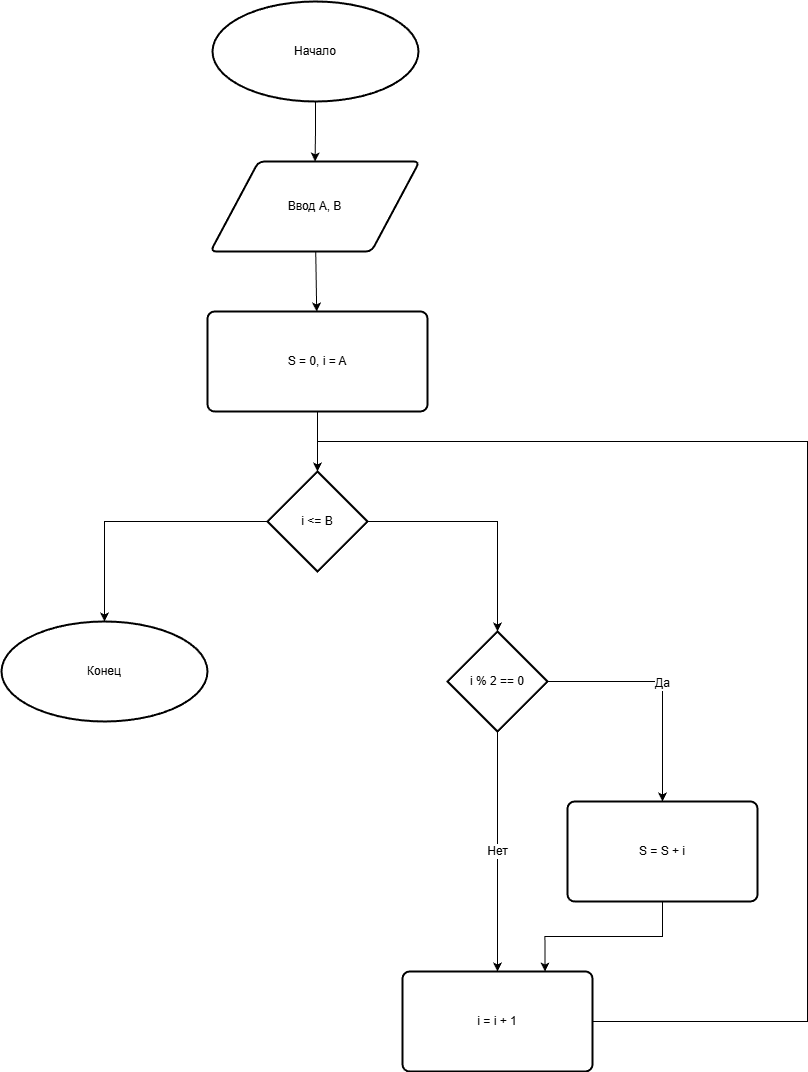 Начало
Ввод A, B
S = 0, i = A
i <= B
Конец
i % 2 == 0
Да
Нет
S = S + i
i = i + 1